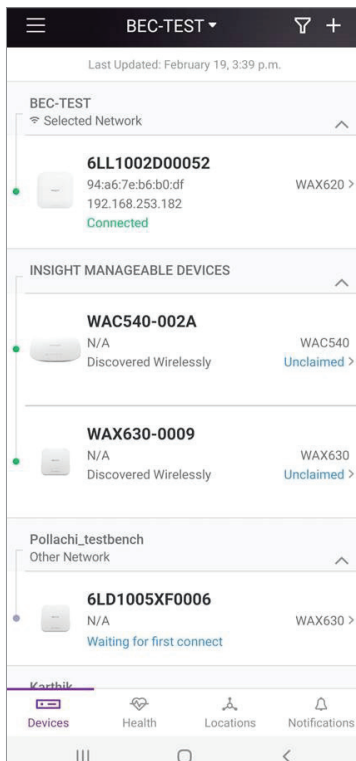 BEC-TEST
Last Updated: February 19, 3:39 p.m.
BEC-TEST
Selected Network
6LL1002D00052
94:a6:7e:b6:b0:df WAX620
192.168.253.182
Connected
INSIGHT MANAGEABLE DEVICES
WAC540-002A
N/A WAC540
Discovered Wirelessly Unclaimed
WAX630-0009
N/A WAX630
Discovered Wirelessly Unclaimed
Pollachi_testbench
Other Network
6LD1005XF0006
N/A WAX630
Waiting for first connect
Karthik
Devices Health Locations Notifications